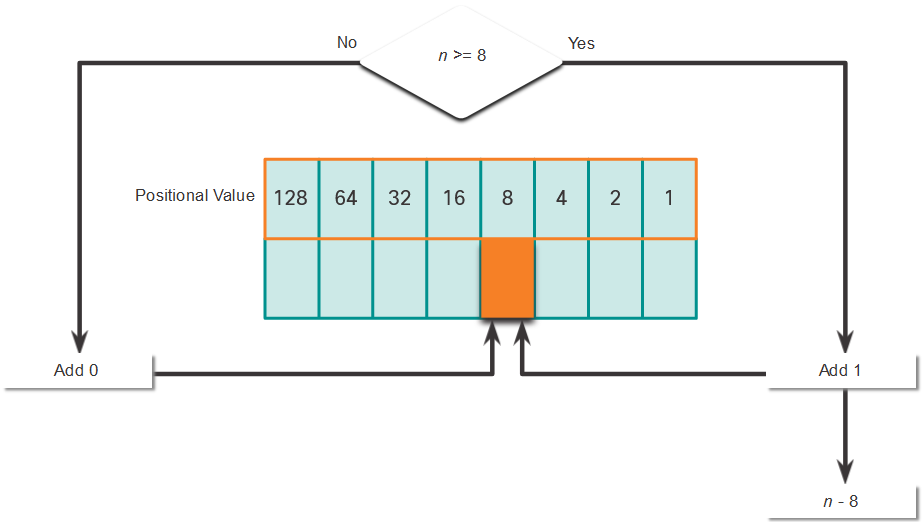 No
n >= 8
Yes
Positional Value
128 64 32 16 8 4 2 1
Add 0
Add 1
n - 8